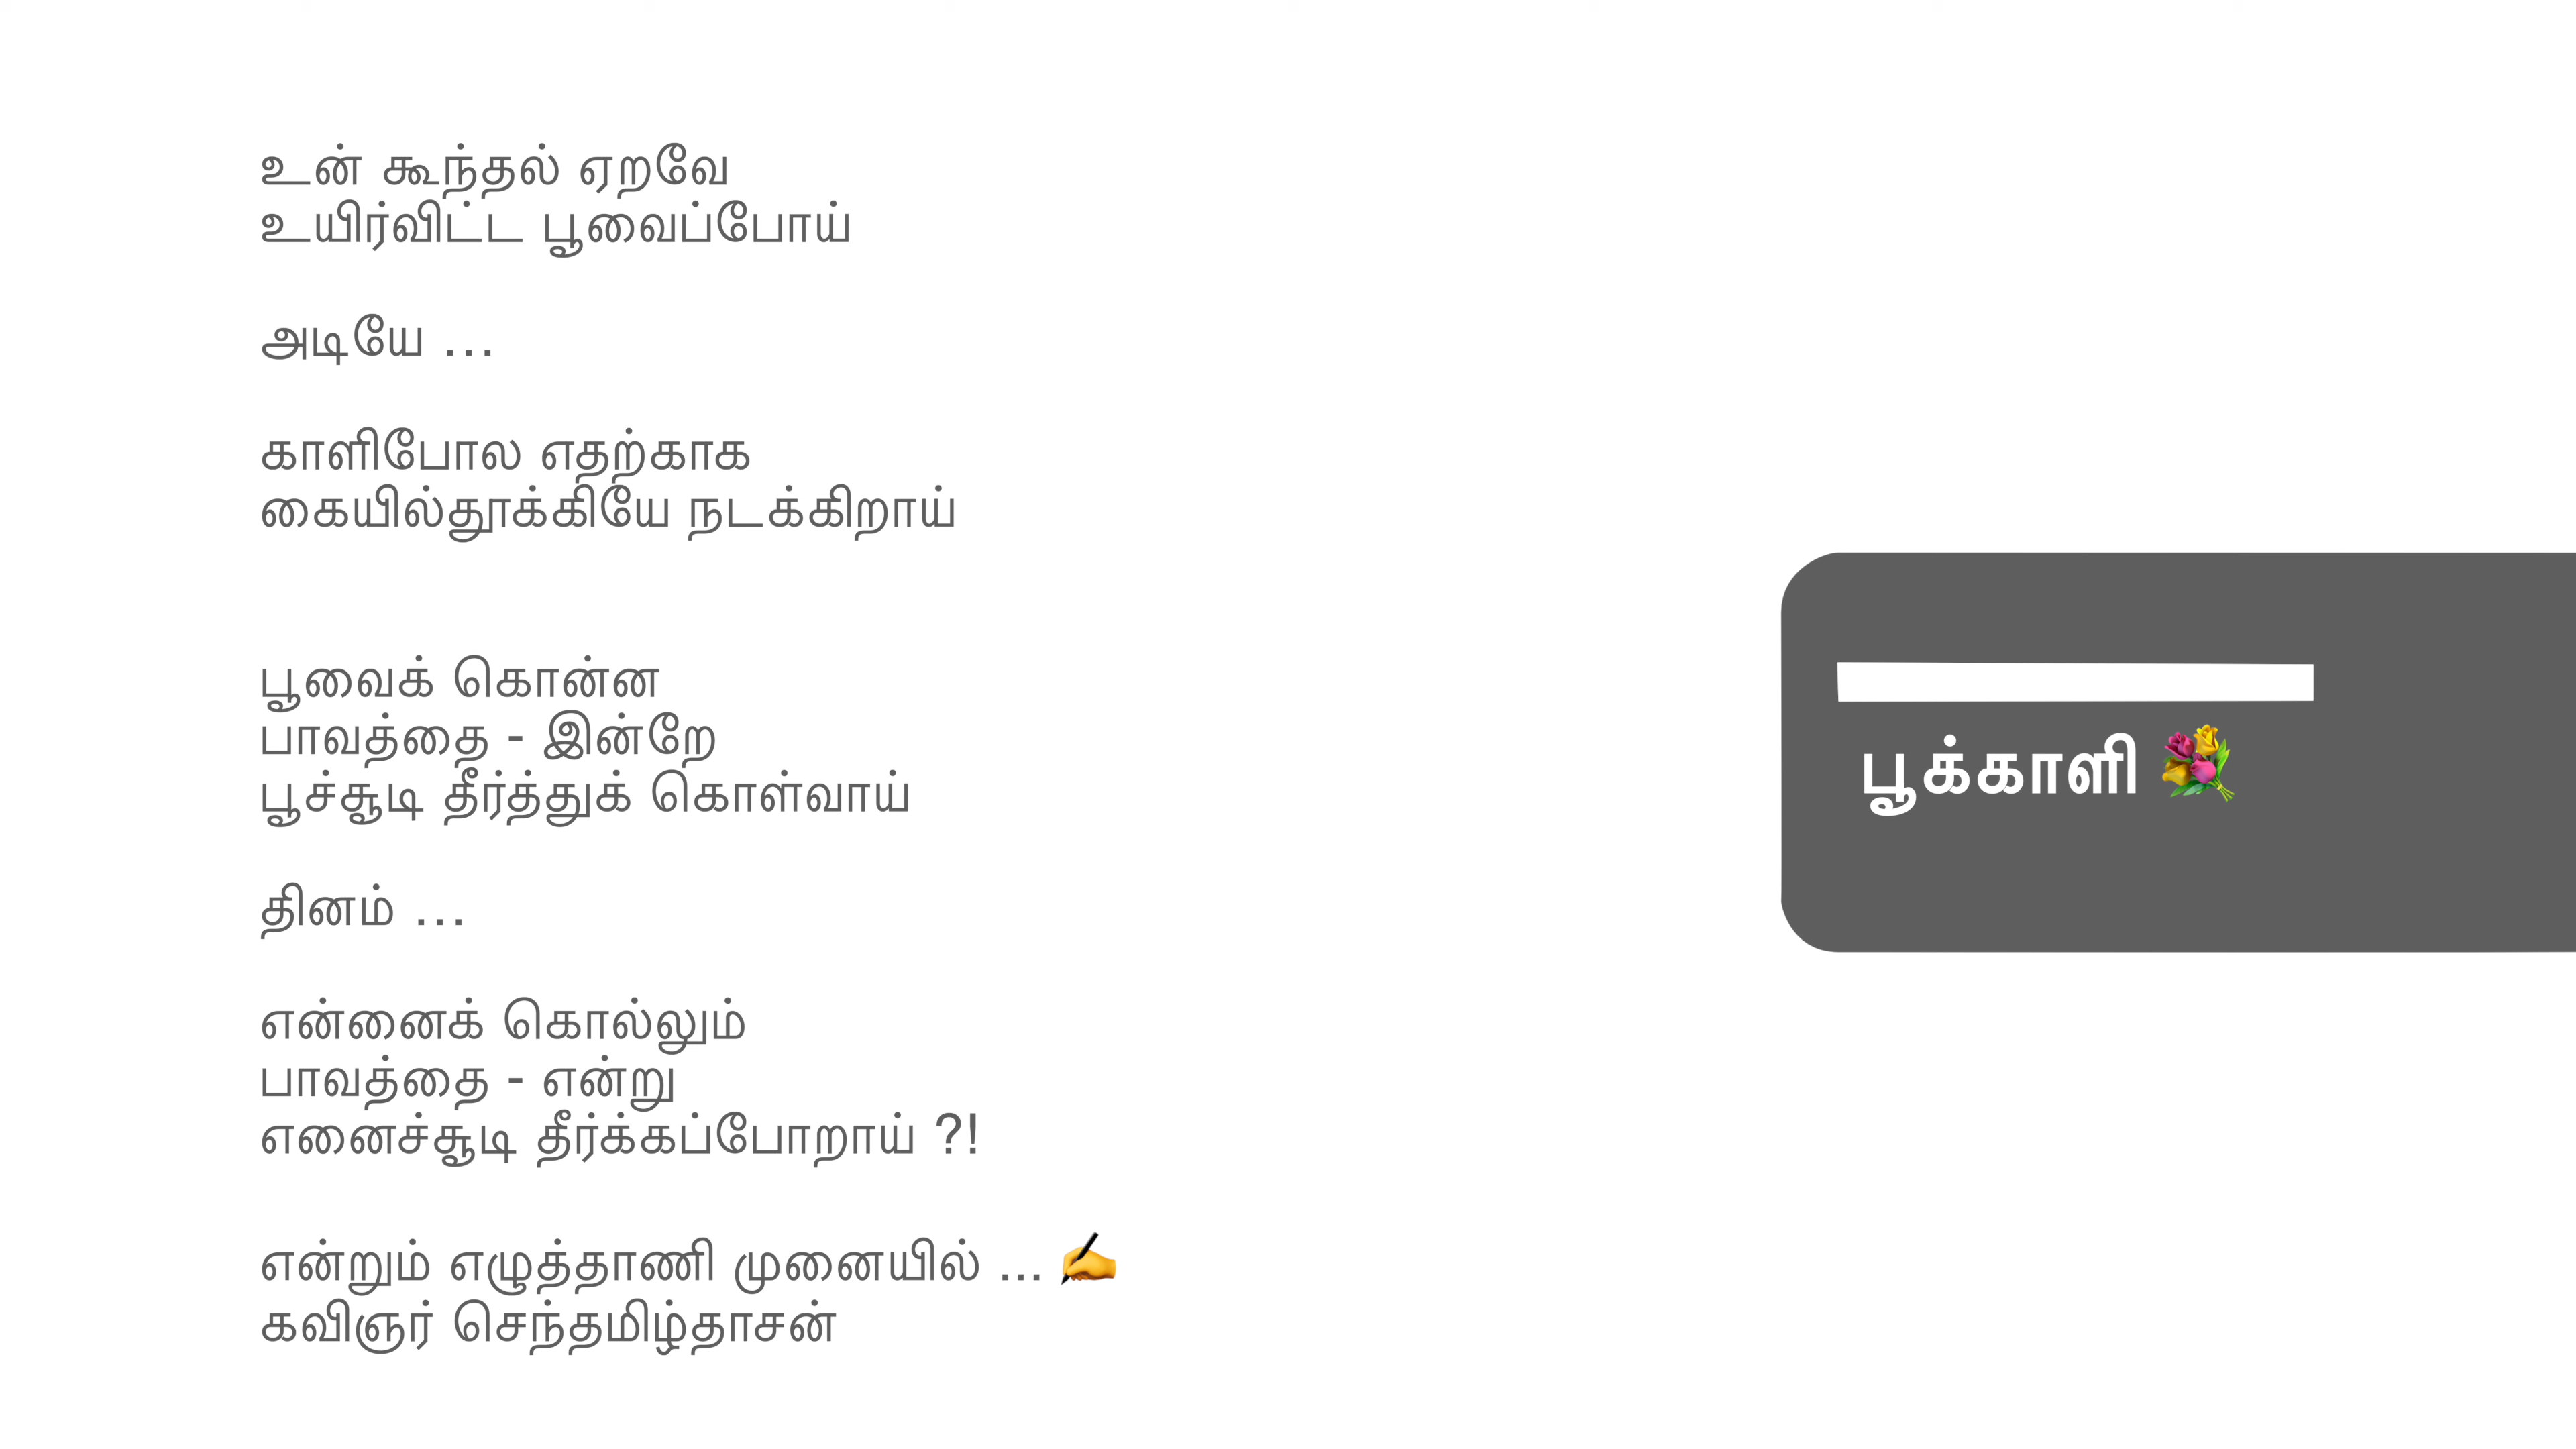 உன் கூந்தல் ஏறவே
உயிர்விட்ட பூவைப்போய்
அடியே ...
காளிபோல எதற்காக
கையில்தூக்கியே நடக்கிறாய்
பூவைக் கொன்ன
பாவத்தை - இன்றே
பூச்சூடி தீர்த்துக் கொள்வாய்
தினம் ...
என்னைக் கொல்லும்
பாவத்தை - என்று
எனைச்சூடி தீர்க்கப்போறாய் ?!
என்றும் எழுத்தாணி முனையில் ... ✍️
கவிஞர் செந்தமிழ்தாசன்
பூக்காளி 💐